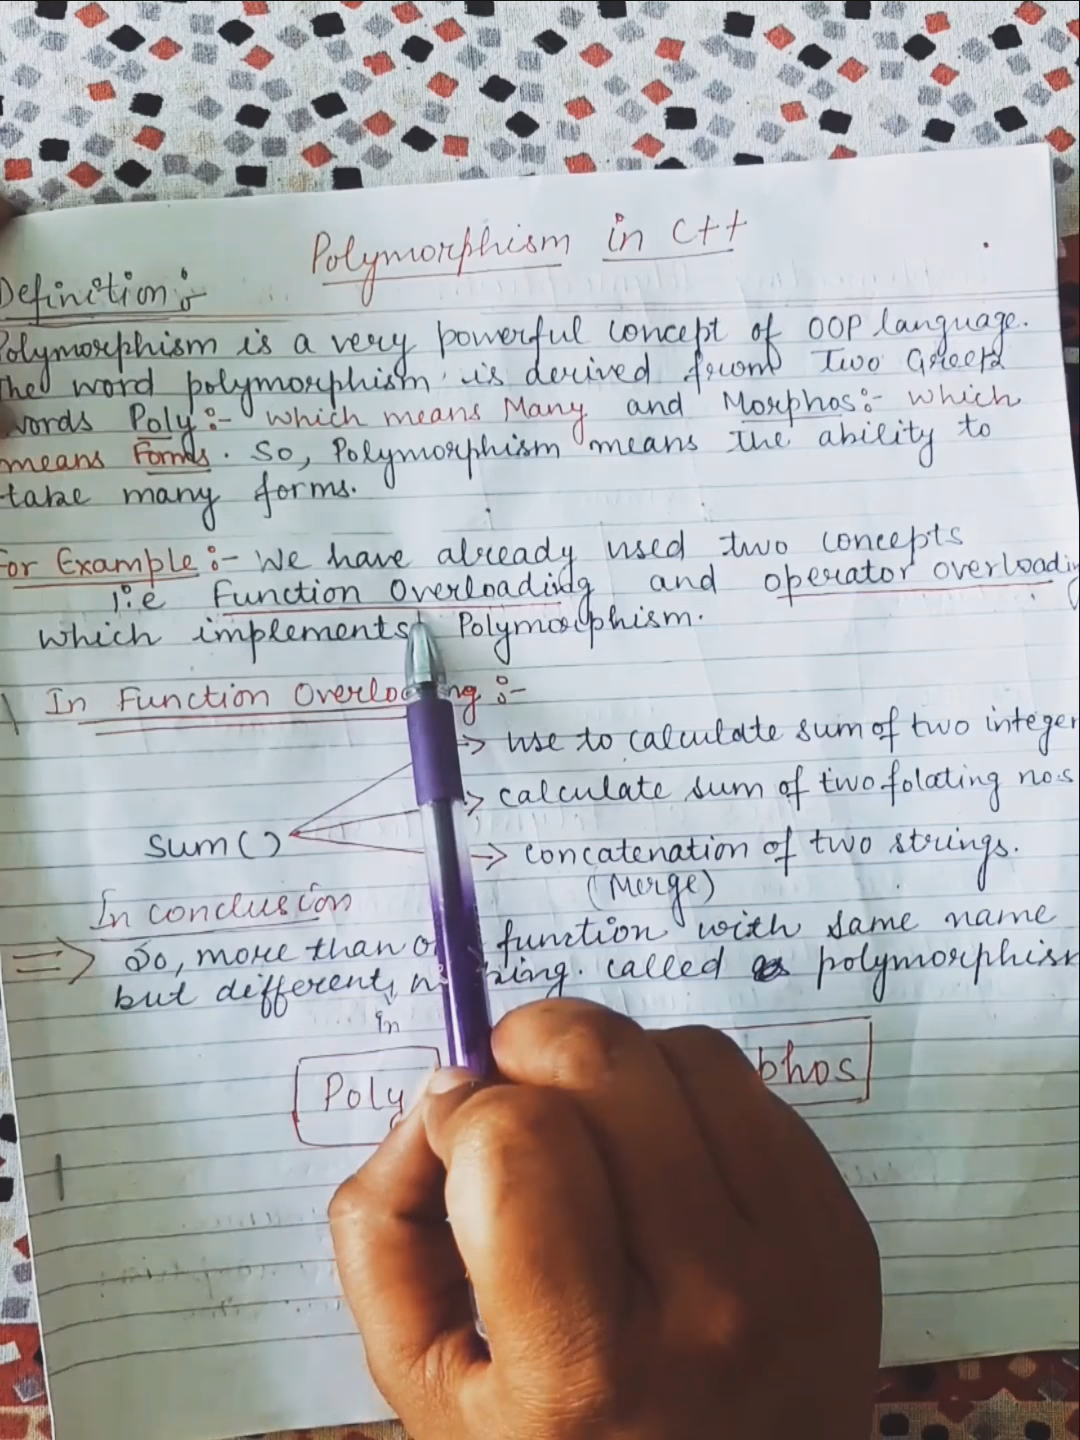 Polymorphism in C++
Definition :-
Polymorphism is a very powerful concept of OOP language.
The word polymorphism is derived from Two Greek
words Poly :- which means Many and Morphos :- which
means Forms. So, Polymorphism means the ability to
take many forms.
For Example :- We have already used two concepts
i.e Function Overloading and operator overloading
which implements Polymorphism.
In Function Overloading :-
use to calculate sum of two integer
calculate sum of two folating no.s
sum()
concatenation of two strings.
(Merge)
In conclusion
So, more than function with same name
but different, called polymorphism
in
Poly phos